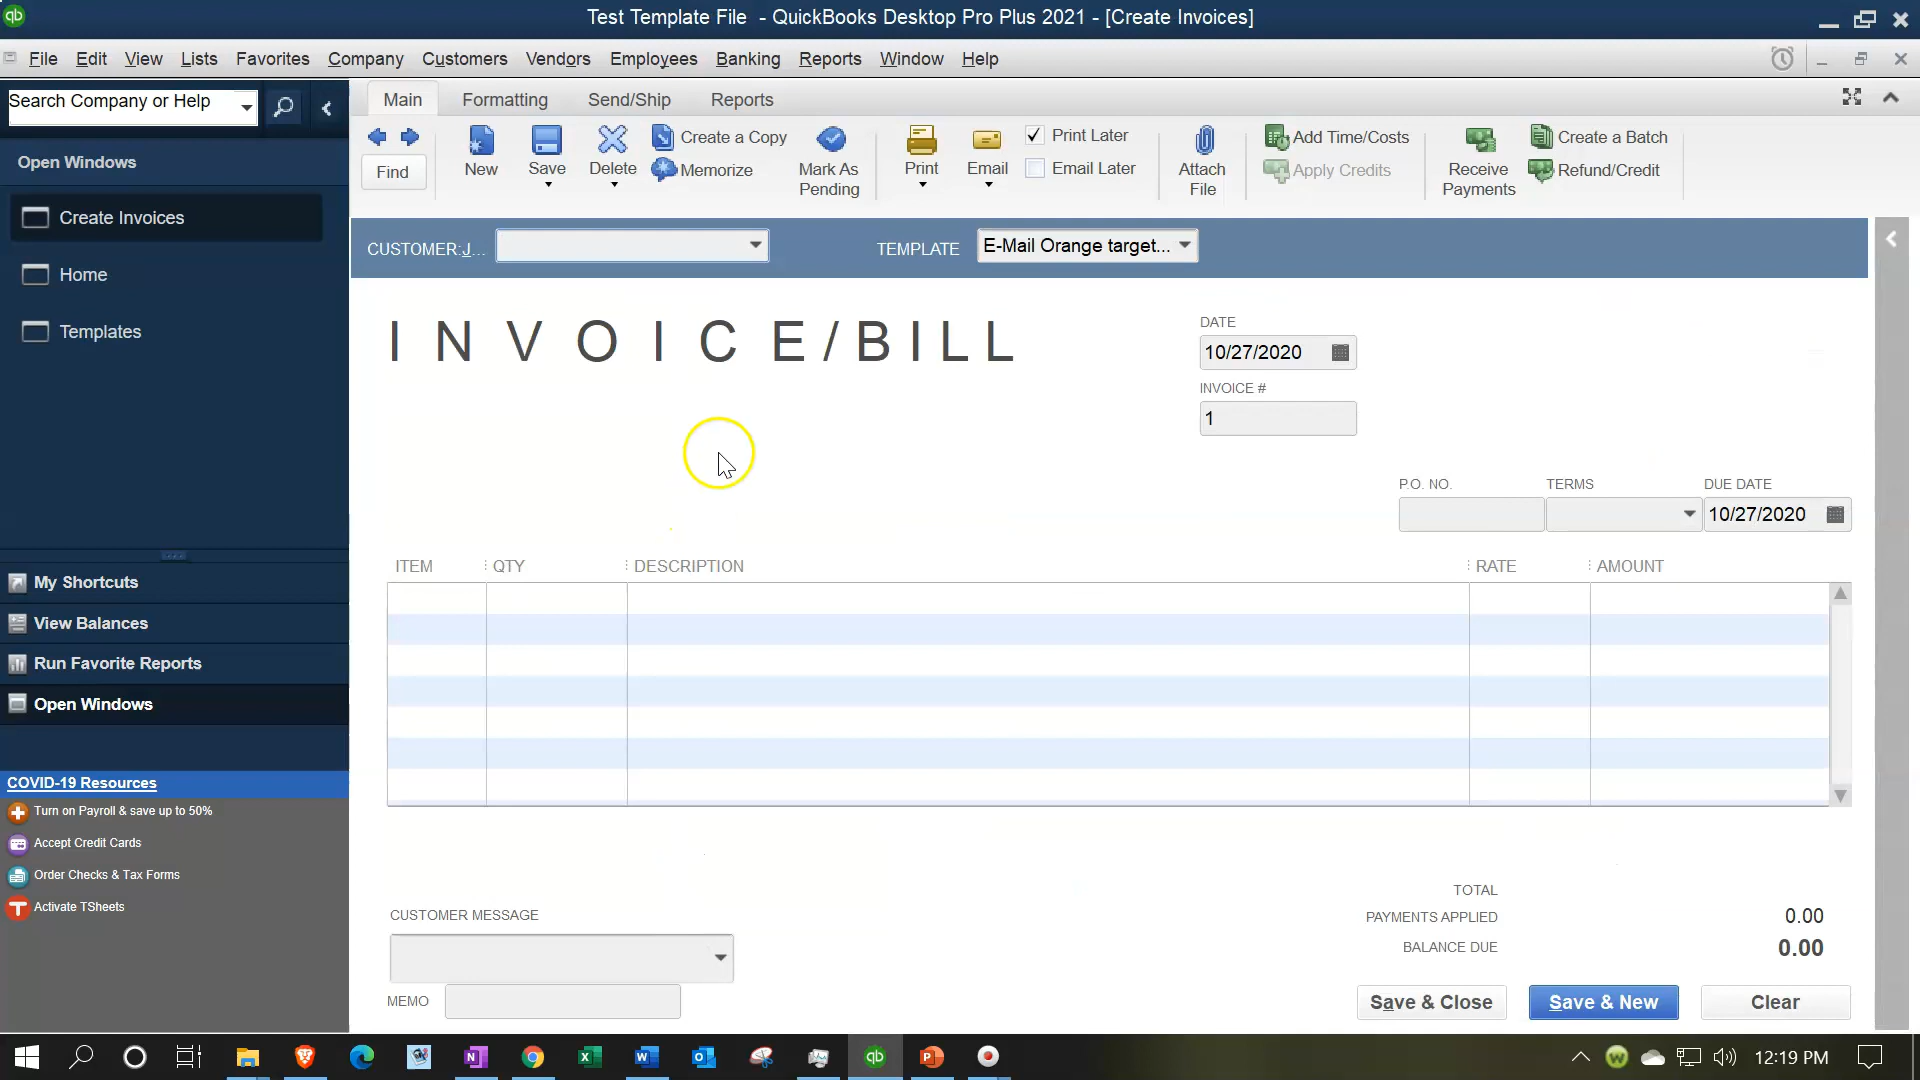 qb
Test Template File - QuickBooks Desktop Pro Plus 2021 - [Create Invoices]
File Edit View Lists Favorites Company Customers Vendors Employees Banking Reports Window Help
Search Company or Help
Main Formatting Send/Ship Reports
Find
New
Save
Delete
Create a Copy
Memorize
Mark As
Pending
Print
Email
Print Later
Email Later
Attach
File
Add Time/Costs
Apply Credits
Receive
Payments
Create a Batch
Refund/Credit
Open Windows
Create Invoices
Home
Templates
CUSTOMER:J...
TEMPLATE E-Mail Orange target...
INVOICE/BILL
DATE
10/27/2020
INVOICE #
1
P.O. NO. TERMS DUE DATE
10/27/2020
ITEM QTY DESCRIPTION RATE AMOUNT
My Shortcuts
View Balances
Run Favorite Reports
Open Windows
COVID-19 Resources
Turn on Payroll & save up to 50%
Accept Credit Cards
Order Checks & Tax Forms
Activate TSheets
TOTAL
PAYMENTS APPLIED 0.00
BALANCE DUE 0.00
CUSTOMER MESSAGE
MEMO
Save & Close Save & New Clear
12:19 PM